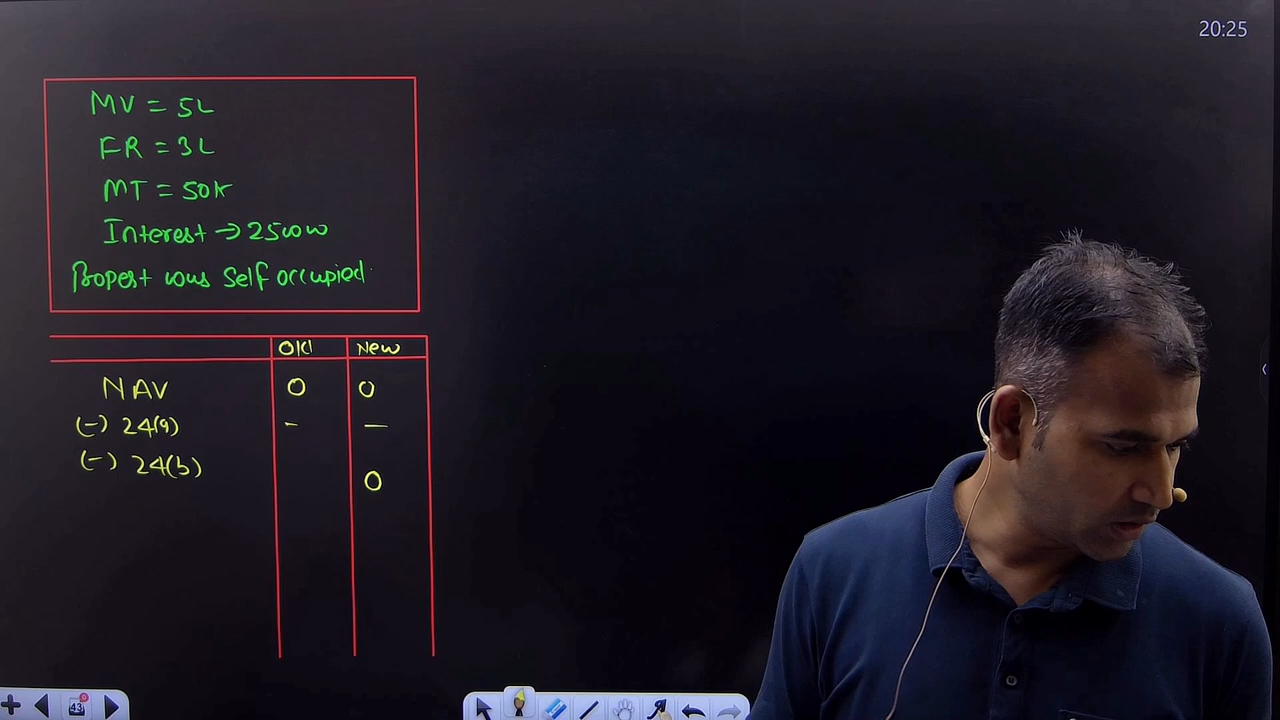 20:25
MV = 5L
FR = 3L
MT = 50K
Interest → 250000
Propest was Self occupied
Old New
NAV 0 0
(-) 24(a) - -
(-) 24(b)
0
43